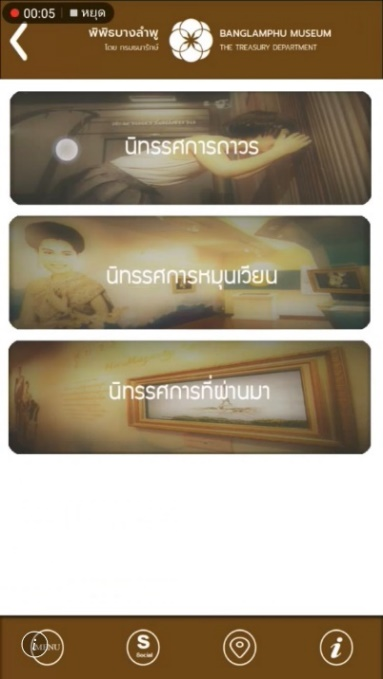 00:05 หยุด
พิพิธบางลำพู
โดย กรมธนารักษ์
BANGLAMPHU MUSEUM
THE TREASURY DEPARTMENT
นิทรรศการถาวร
นิทรรศการหมุนเวียน
นิทรรศการที่ผ่านมา
MENU
S
Social
i